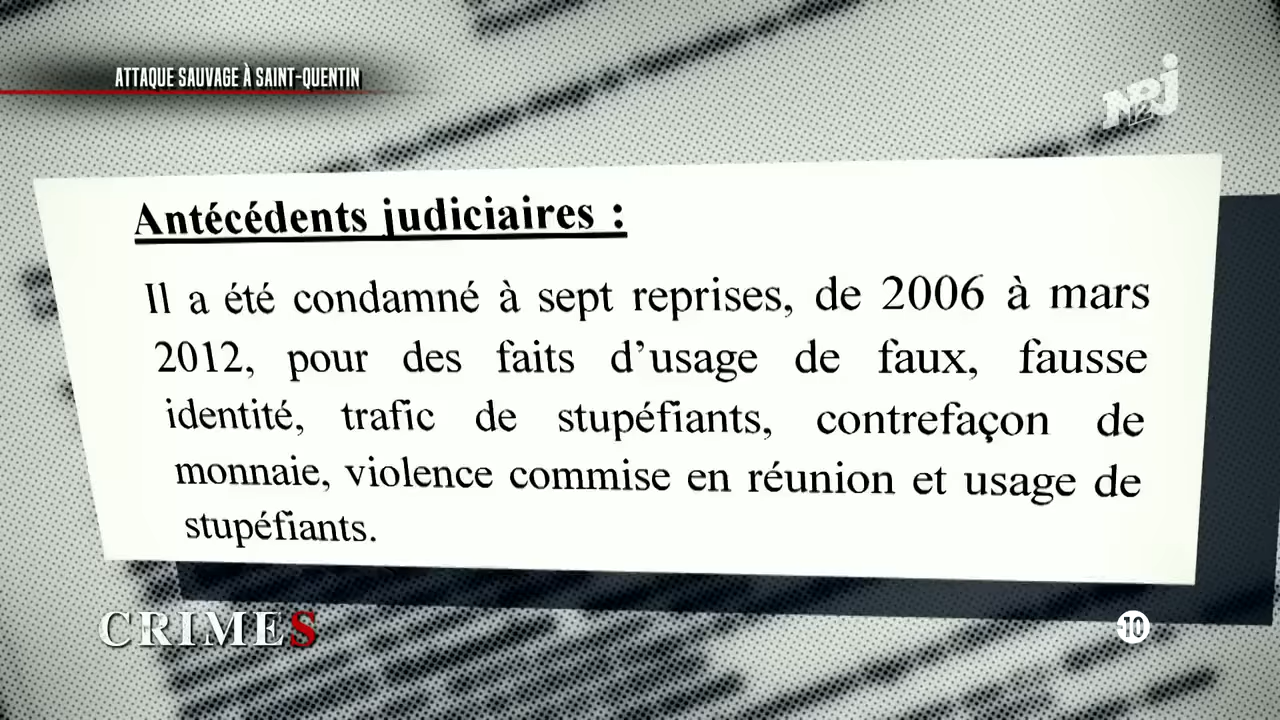 ATTAQUE SAUVAGE À SAINT-QUENTIN
NRJ12
Antécédents judiciaires :
Il a été condamné à sept reprises, de 2006 à mars
2012, pour des faits d’usage de faux, fausse
identité, trafic de stupéfiants, contrefaçon de
monnaie, violence commise en réunion et usage de
stupéfiants.
CRIMES
-10